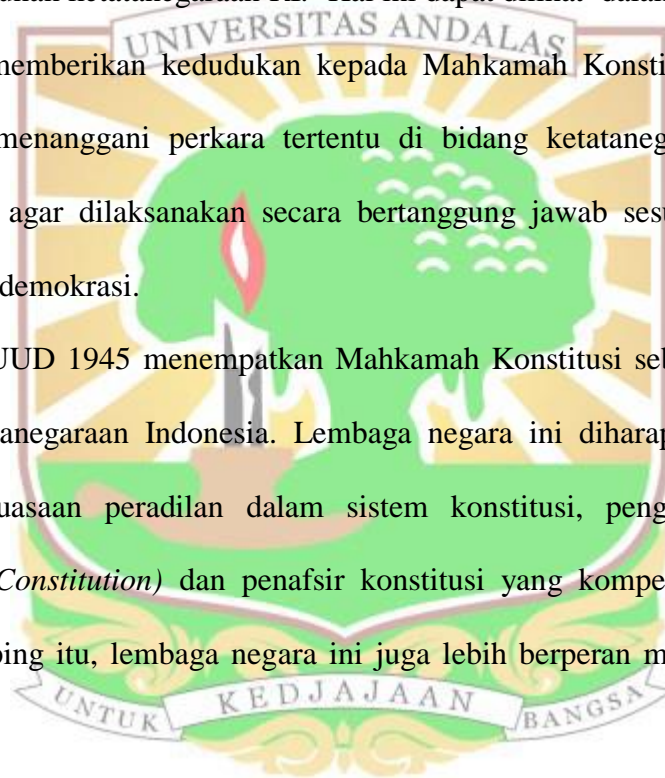 ketatanegaraan
UNIVERSITAS ANDALAS
memberikan kedudukan kepada Mahkamah Konsti
menanggani perkara tertentu di bidang ketataneg
agar dilaksanakan secara bertanggung jawab sesu
demokrasi.
UUD 1945 menempatkan Mahkamah Konstitusi seb
anegaraan Indonesia. Lembaga negara ini diharap
uasaan peradilan dalam sistem konstitusi, peng
Constitution) dan penafsir konstitusi yang kompe
ping itu, lembaga negara ini juga lebih berperan m
UNTUK KEDJAJAAN BANGSA